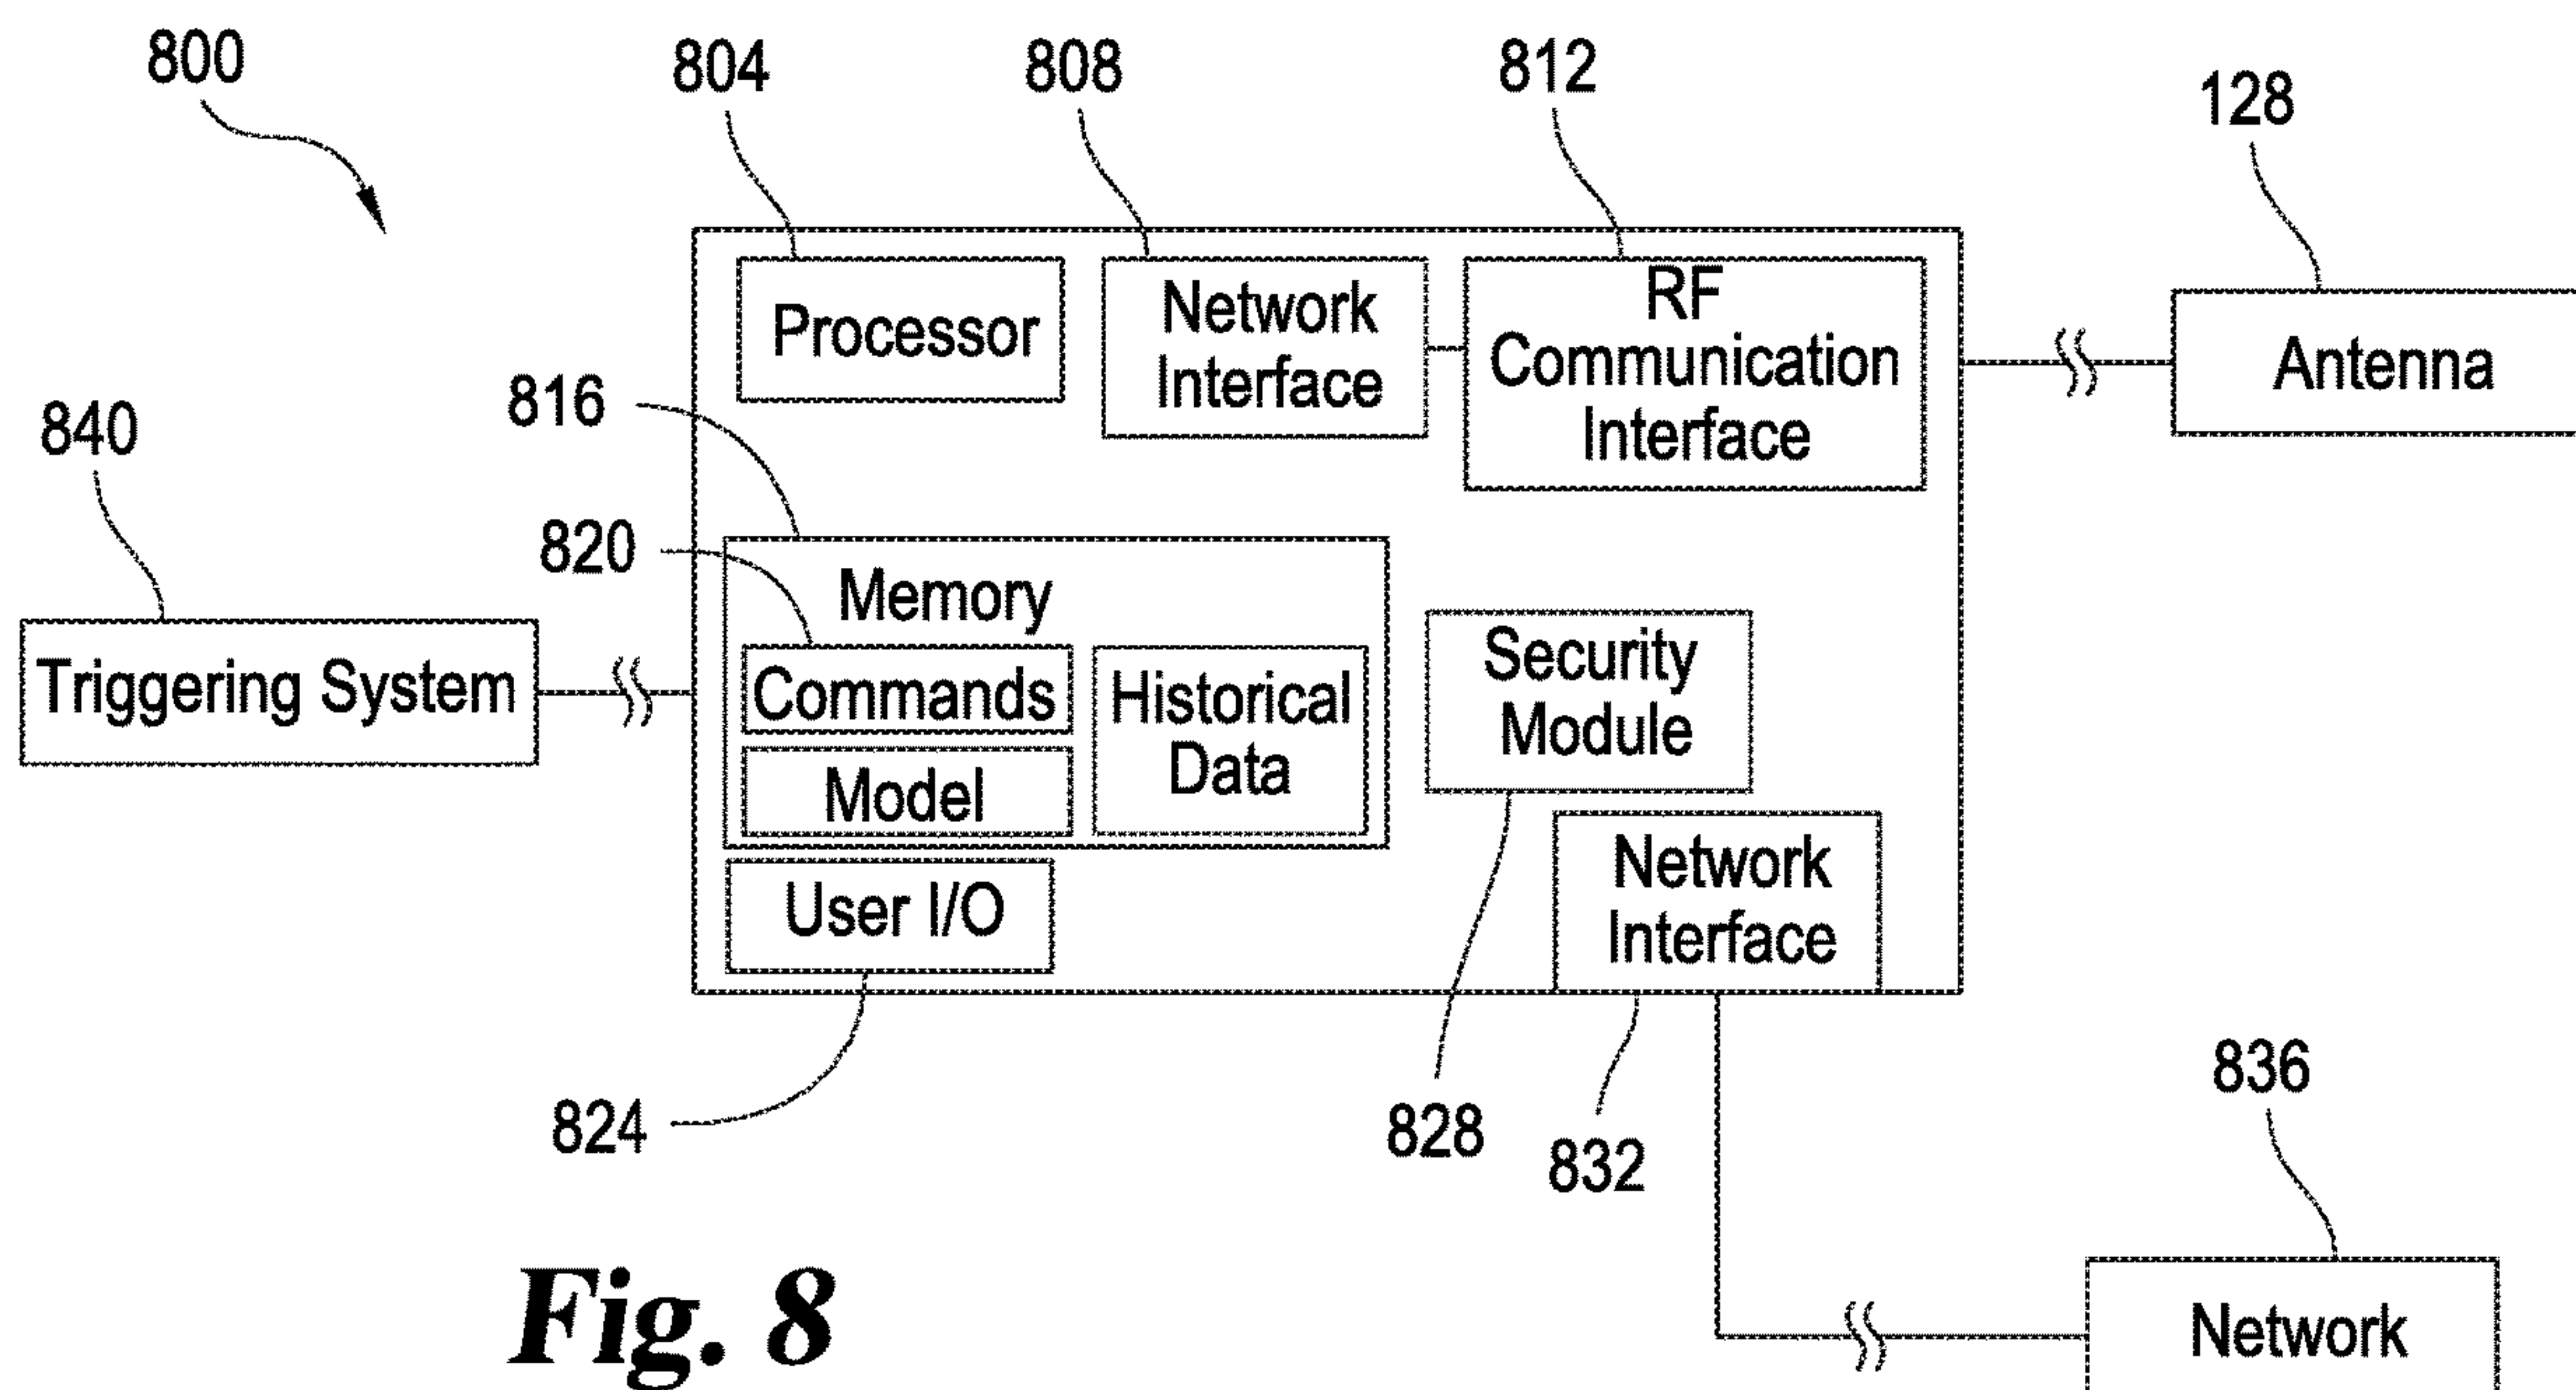 800
804
808
812
128
Processor
Network
Interface
RF
Communication
Interface
Antenna
816
840
820
Memory
Triggering System
Commands
Model
Historical
Data
Security
Module
User I/O
Network
Interface
824
828
832
836
Network
Fig. 8